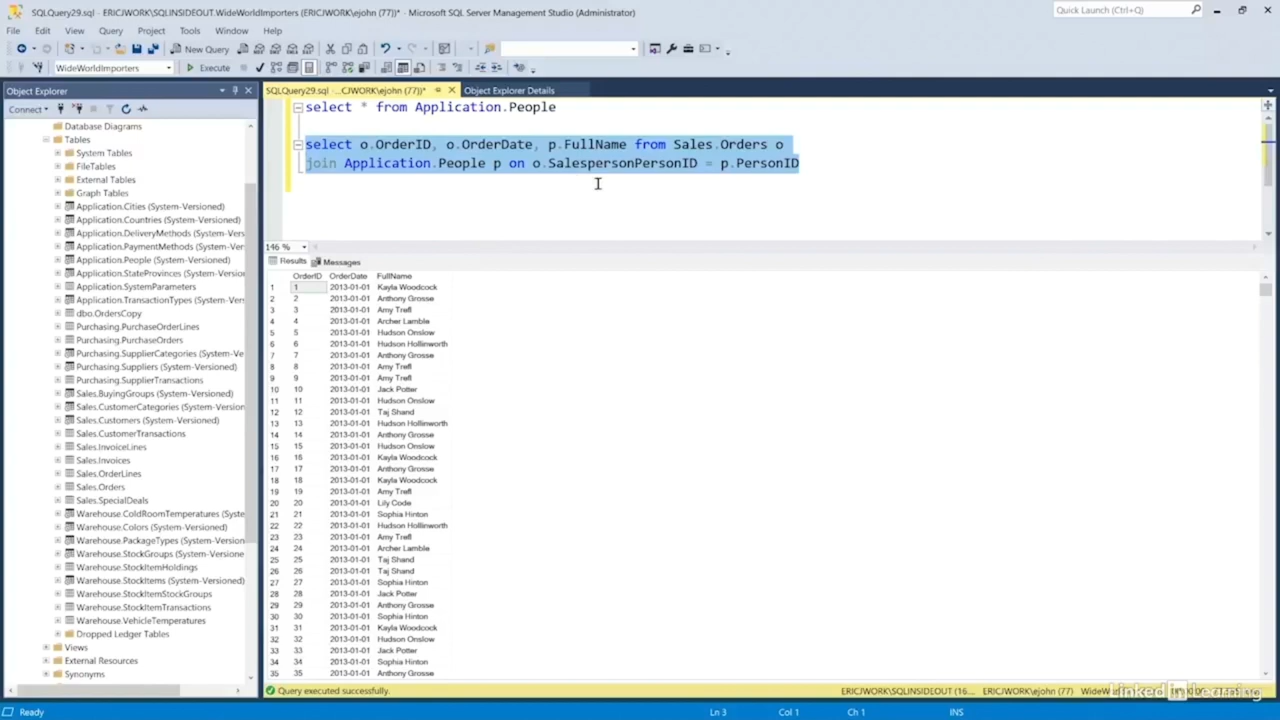 SQLQuery29.sql - ERICJWORK\SQLINSIDEOUT.WideWorldImporters (ERICJWORK\ejohn (77))* - Microsoft SQL Server Management Studio (Administrator)
Quick Launch (Ctrl+Q)
File Edit View Query Project Tools Window Help
New Query
WideWorldImporters
Execute
Object Explorer
Connect
Database Diagrams
Tables
System Tables
FileTables
External Tables
Graph Tables
Application.Cities (System-Versioned)
Application.Countries (System-Versioned)
Application.DeliveryMethods (System-Vers
Application.PaymentMethods (System-Ver
Application.People (System-Versioned)
Application.StateProvinces (System-Versior
Application.SystemParameters
Application.TransactionTypes (System-Vers
dbo.OrdersCopy
Purchasing.PurchaseOrderLines
Purchasing.PurchaseOrders
Purchasing.SupplierCategories (System-Ve
Purchasing.Suppliers (System-Versioned)
Purchasing.SupplierTransactions
Sales.BuyingGroups (System-Versioned)
Sales.CustomerCategories (System-Version
Sales.Customers (System-Versioned)
Sales.CustomerTransactions
Sales.InvoiceLines
Sales.Invoices
Sales.OrderLines
Sales.Orders
Sales.SpecialDeals
Warehouse.ColdRoomTemperatures (Syste
Warehouse.Colors (System-Versioned)
Warehouse.PackageTypes (System-Version
Warehouse.StockGroups (System-Versione
Warehouse.StockItemHoldings
Warehouse.StockItems (System-Versioned)
Warehouse.StockItemStockGroups
Warehouse.StockItemTransactions
Warehouse.VehicleTemperatures
Dropped Ledger Tables
Views
External Resources
Synonyms
SQLQuery29.sql -...CJWORK\ejohn (77))* Object Explorer Details
select * from Application.People
select o.OrderID, o.OrderDate, p.FullName from Sales.Orders o
join Application.People p on o.SalespersonPersonID = p.PersonID
146 %
Results Messages
OrderID OrderDate FullName
1 1 2013-01-01 Kayla Woodcock
2 2 2013-01-01 Anthony Grosse
3 3 2013-01-01 Amy Trefl
4 4 2013-01-01 Archer Lamble
5 5 2013-01-01 Hudson Onslow
6 6 2013-01-01 Hudson Hollinworth
7 7 2013-01-01 Anthony Grosse
8 8 2013-01-01 Amy Trefl
9 9 2013-01-01 Amy Trefl
10 10 2013-01-01 Jack Potter
11 11 2013-01-01 Hudson Onslow
12 12 2013-01-01 Taj Shand
13 13 2013-01-01 Hudson Hollinworth
14 14 2013-01-01 Anthony Grosse
15 15 2013-01-01 Hudson Onslow
16 16 2013-01-01 Kayla Woodcock
17 17 2013-01-01 Anthony Grosse
18 18 2013-01-01 Kayla Woodcock
19 19 2013-01-01 Amy Trefl
20 20 2013-01-01 Lily Code
21 21 2013-01-01 Sophia Hinton
22 22 2013-01-01 Hudson Hollinworth
23 23 2013-01-01 Amy Trefl
24 24 2013-01-01 Archer Lamble
25 25 2013-01-01 Taj Shand
26 26 2013-01-01 Taj Shand
27 27 2013-01-01 Sophia Hinton
28 28 2013-01-01 Jack Potter
29 29 2013-01-01 Anthony Grosse
30 30 2013-01-01 Sophia Hinton
31 31 2013-01-01 Kayla Woodcock
32 32 2013-01-01 Hudson Onslow
33 33 2013-01-01 Jack Potter
34 34 2013-01-01 Sophia Hinton
35 35 2013-01-01 Anthony Grosse
Query executed successfully. ERICJWORK\SQLINSIDEOUT (16... ERICJWORK\ejohn (77)
LinkedIn Learning
Ready Ln 3 Col 1 Ch 1 INS